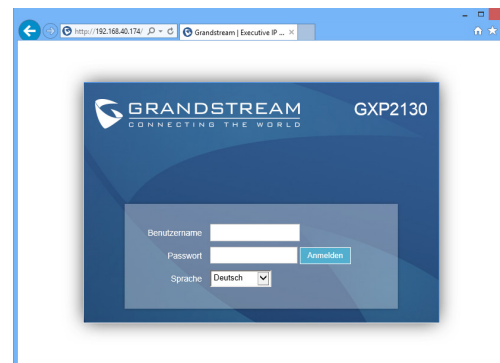 http://192.168.40.174/
Grandstream | Executive IP ...
GRANDSTREAM
CONNECTING THE WORLD
GXP2130
Benutzername
Passwort
Anmelden
Sprache
Deutsch